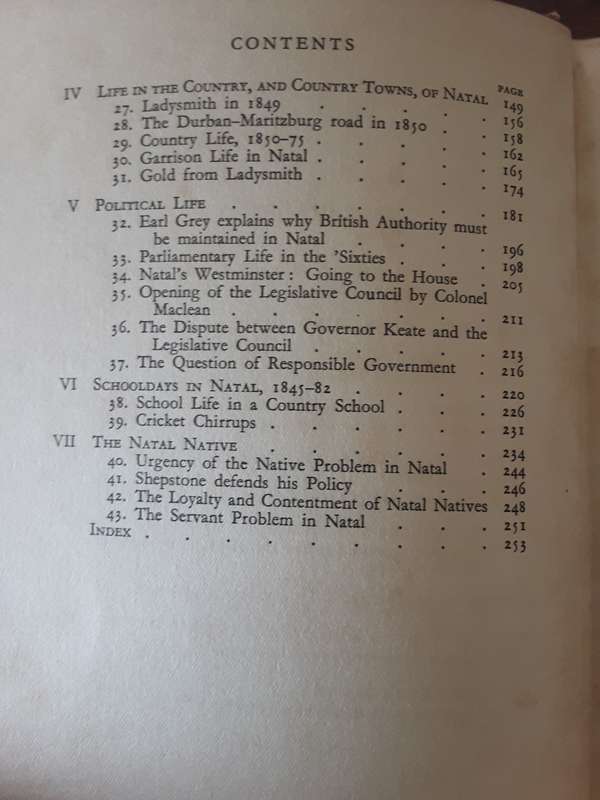 CONTENTS
PAGE
IV LIFE IN THE COUNTRY, AND COUNTRY TOWNS, OF NATAL 149
27. Ladysmith in 1849 . . . . . 156
28. The Durban–Maritzburg road in 1850 . . 158
29. Country Life, 1850–75 . . . . . 162
30. Garrison Life in Natal . . . . . 165
31. Gold from Ladysmith . . . . . 174
V POLITICAL LIFE . . . . . . . 181
32. Earl Grey explains why British Authority must
be maintained in Natal . . . . 196
33. Parliamentary Life in the 'Sixties . . . 198
34. Natal's Westminster: Going to the House . 205
35. Opening of the Legislative Council by Colonel
Maclean . . . . . . . 211
36. The Dispute between Governor Keate and the
Legislative Council . . . . . 213
37. The Question of Responsible Government . 216
VI SCHOOLDAYS IN NATAL, 1845–82 . . . . 220
38. School Life in a Country School . . . 226
39. Cricket Chirrups . . . . . . 231
VII THE NATAL NATIVE . . . . . . 234
40. Urgency of the Native Problem in Natal . 244
41. Shepstone defends his Policy . . . 246
42. The Loyalty and Contentment of Natal Natives 248
43. The Servant Problem in Natal . . . 251
INDEX . . . . . . . . . 253